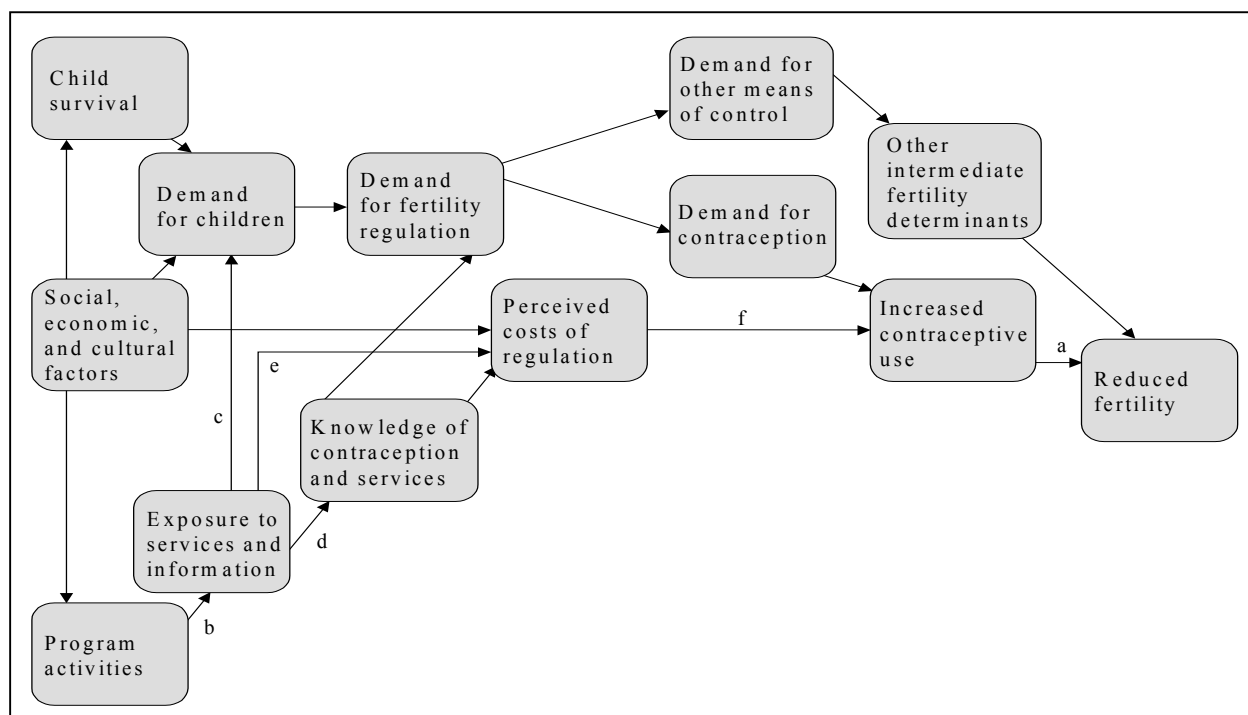 Child
survival
Demand for
other means
of control
Other
intermediate
fertility
determinants
Demand
for children
Demand
for fertility
regulation
Demand for
contraception
Social,
economic,
and cultural
factors
Perceived
costs of
regulation
f
Increased
contraceptive
use
a
Reduced
fertility
e
c
Knowledge of
contraception
and services
Exposure to
services and
information
d
b
Program
activities